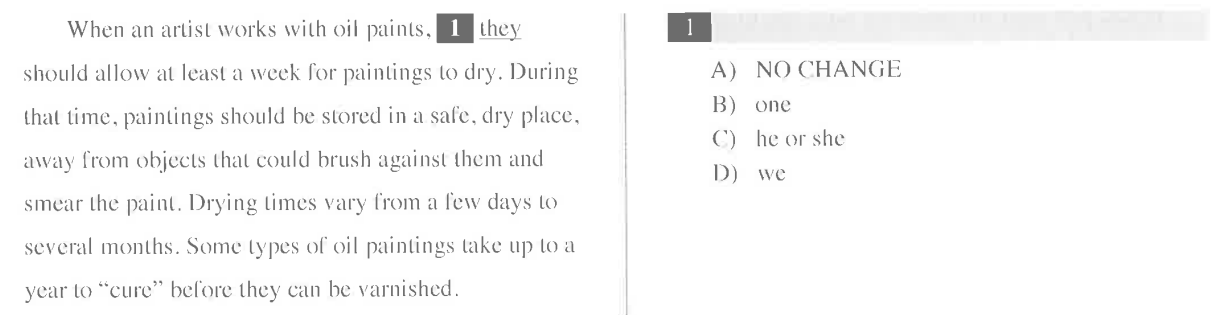 When an artist works with oil paints, 1 they
should allow at least a week for paintings to dry. During
that time, paintings should be stored in a safe, dry place,
away from objects that could brush against them and
smear the paint. Drying times vary from a few days to
several months. Some types of oil paintings take up to a
year to “cure” before they can be varnished.
1
A) NO CHANGE
B) one
C) he or she
D) we